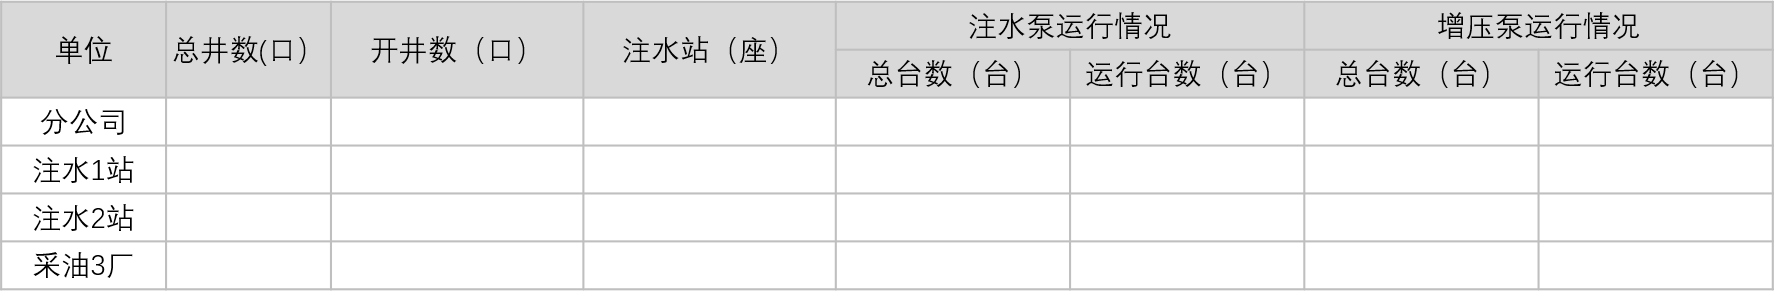 单位 总井数(口） 开井数（口） 注水站（座） 注水泵运行情况 增压泵运行情况
总台数（台） 运行台数（台） 总台数（台） 运行台数（台）
分公司
注水1站
注水2站
采油3厂